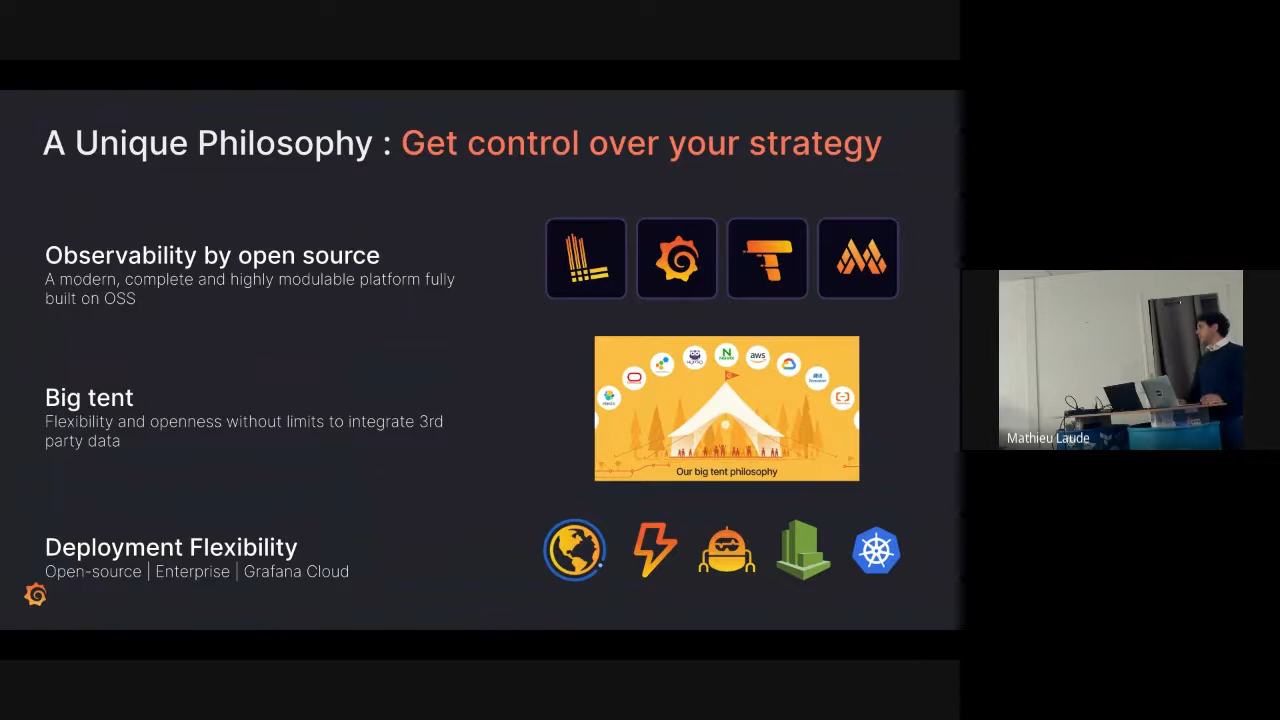 A Unique Philosophy : Get control over your strategy
Observability by open source
A modern, complete and highly modulable platform fully
built on OSS
Big tent
Flexibility and openness without limits to integrate 3rd
party data
aws
Our big tent philosophy
Deployment Flexibility
Open-source | Enterprise | Grafana Cloud
Mathieu Laude